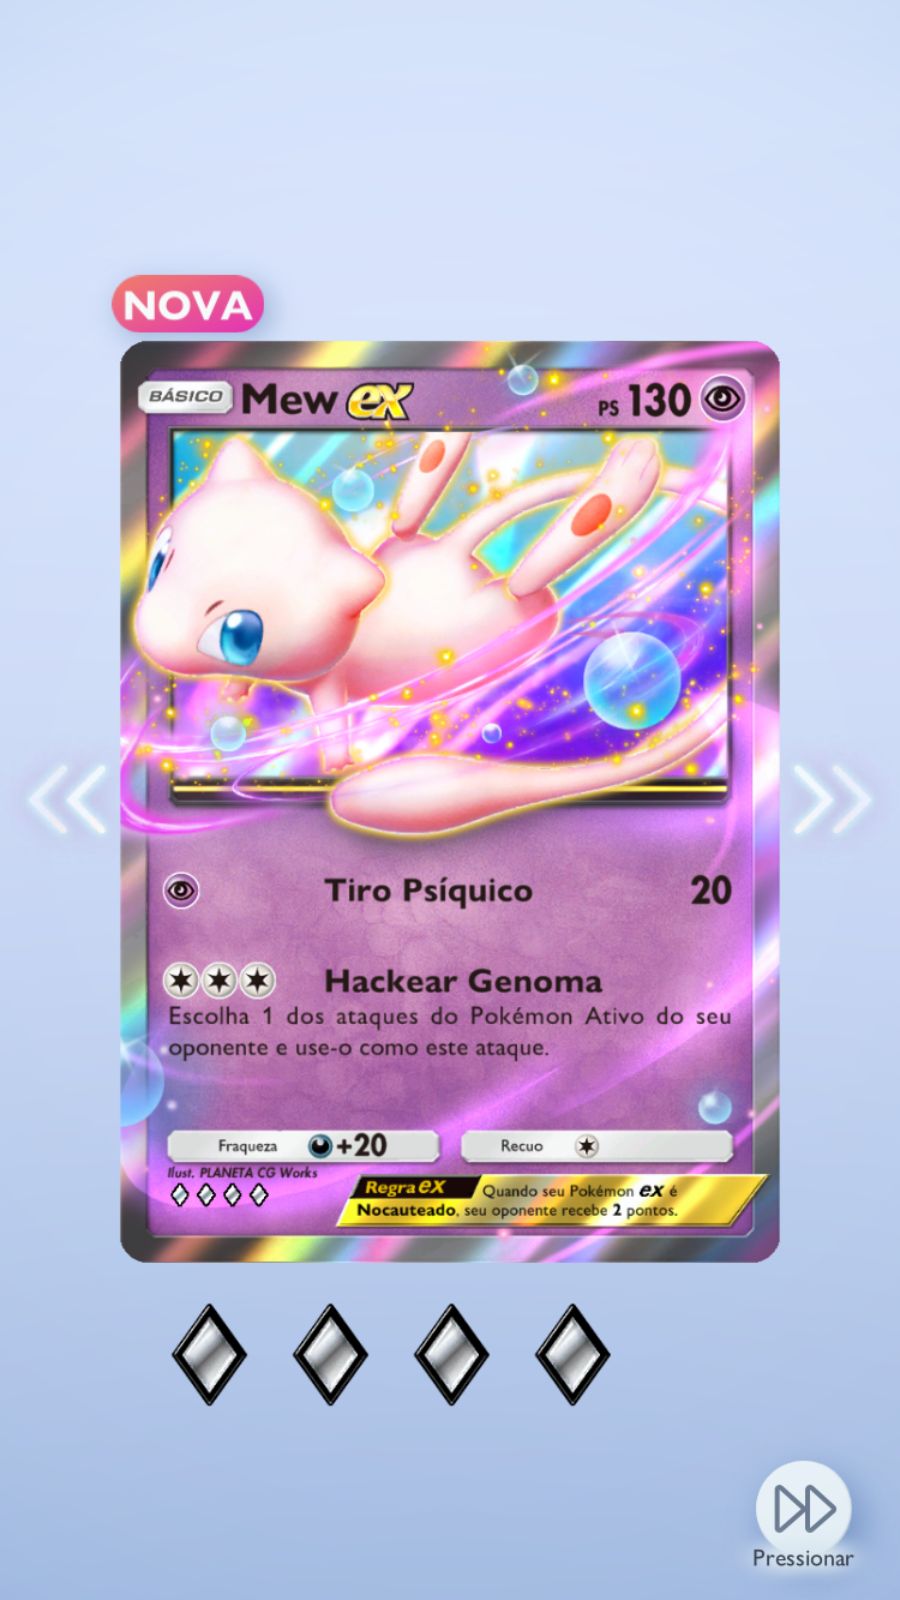 NOVA
BÁSICO Mew ex PS 130
Tiro Psíquico 20
Hackear Genoma
Escolha 1 dos ataques do Pokémon Ativo do seu
oponente e use-o como este ataque.
Fraqueza +20 Recuo
Ilust. PLANETA CG Works
Regra ex Quando seu Pokémon ex é
Nocauteado, seu oponente recebe 2 pontos.
Pressionar